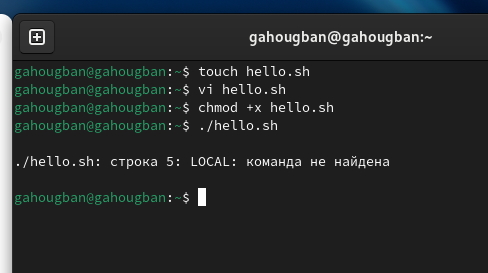 gahougban@gahougban:~
gahougban@gahougban:~$ touch hello.sh
gahougban@gahougban:~$ vi hello.sh
gahougban@gahougban:~$ chmod +x hello.sh
gahougban@gahougban:~$ ./hello.sh
./hello.sh: строка 5: LOCAL: команда не найдена
gahougban@gahougban:~$